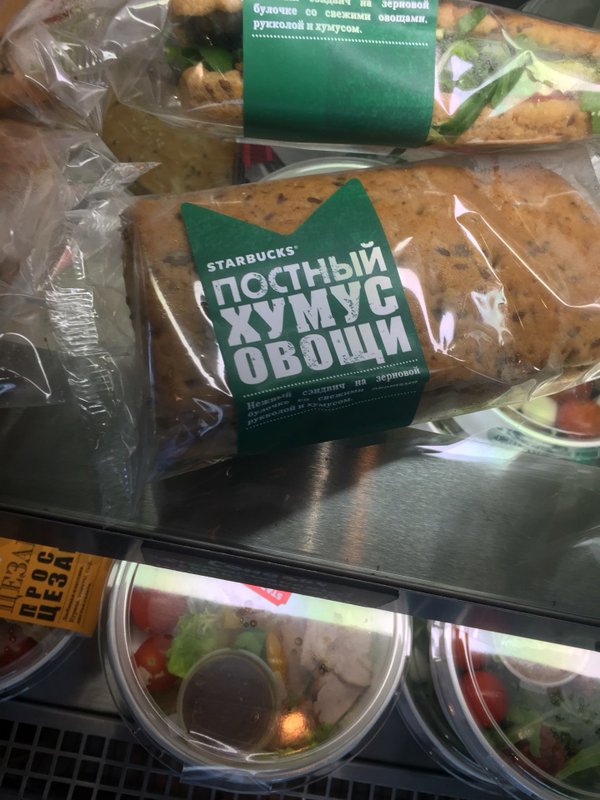 сэндвич на зерновой
булочке со свежими овощами,
рукколой и хумусом.
STARBUCKS®
ПОСТНЫЙ
ХУМУС
ОВОЩИ
Нежный сэндвич на зерновой
булочке со свежими
рукколой и хумусом.
ЦЕЗА
ПРОС
ЦЕЗА